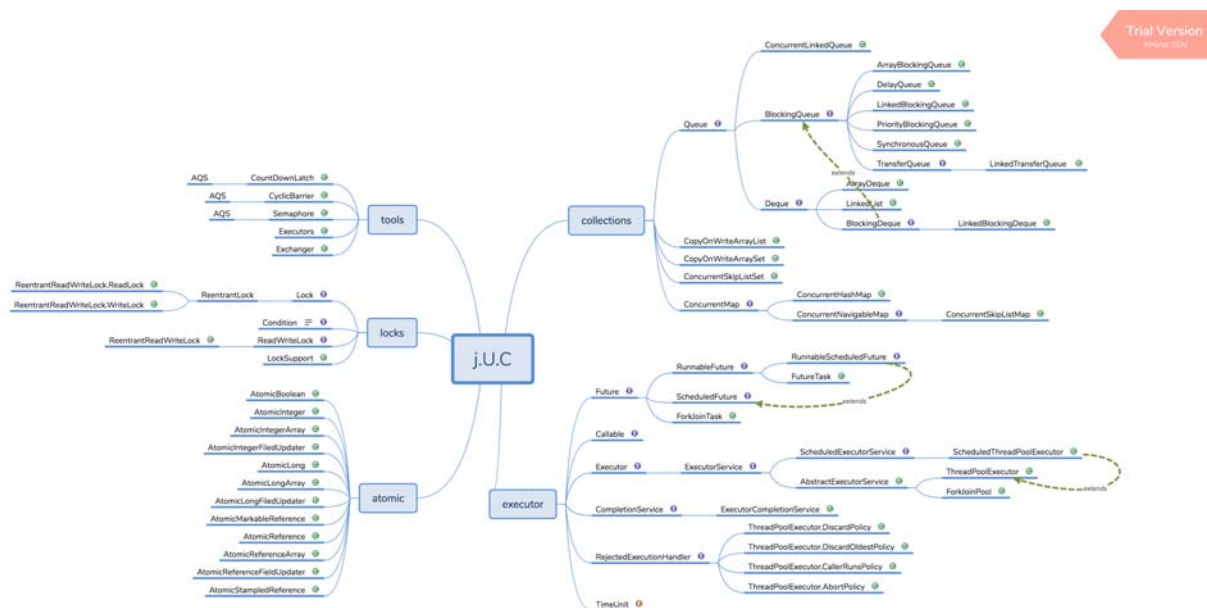 Trial Version
XMind ZEN
j.U.C
tools
AQS CountDownLatch
AQS CyclicBarrier
AQS Semaphore
Executors
Exchanger
locks
ReentrantReadWriteLock.ReadLock
ReentrantReadWriteLock.WriteLock
ReentrantLock
Lock
Condition
ReentrantReadWriteLock ReadWriteLock
LockSupport
atomic
AtomicBoolean
AtomicInteger
AtomicIntegerArray
AtomicIntegerFiledUpdater
AtomicLong
AtomicLongArray
AtomicLongFiledUpdater
AtomicMarkableReference
AtomicReference
AtomicReferenceArray
AtomicReferenceFieldUpdater
AtomicStampledReference
collections
Queue
ConcurrentLinkedQueue
BlockingQueue
ArrayBlockingQueue
DelayQueue
LinkedBlockingQueue
PriorityBlockingQueue
SynchronousQueue
TransferQueue LinkedTransferQueue
extends
Deque
ArrayDeque
LinkedList
BlockingDeque LinkedBlockingDeque
CopyOnWriteArrayList
CopyOnWriteArraySet
ConcurrentSkipListSet
ConcurrentMap
ConcurrentHashMap
ConcurrentNavigableMap ConcurrentSkipListMap
executor
Future
RunnableFuture
RunnableScheduledFuture
FutureTask
ScheduledFuture
extends
ForkJoinTask
Callable
Executor ExecutorService
ScheduledExecutorService ScheduledThreadPoolExecutor
AbstractExecutorService
ThreadPoolExecutor
extends
ForkJoinPool
CompletionService ExecutorCompletionService
RejectedExecutionHandler
ThreadPoolExecutor.DiscardPolicy
ThreadPoolExecutor.DiscardOldestPolicy
ThreadPoolExecutor.CallerRunsPolicy
ThreadPoolExecutor.AbortPolicy
TimeUnit